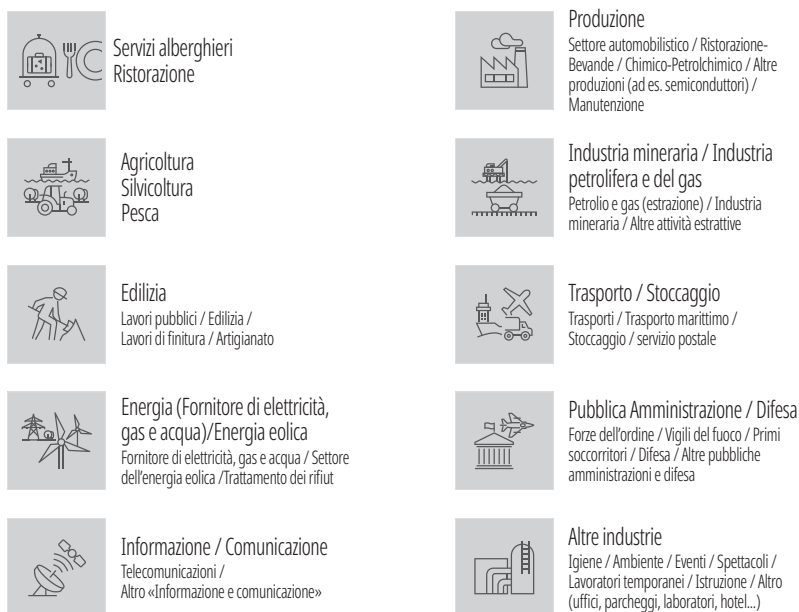 Servizi alberghieri
Ristorazione
Agricoltura
Silvicoltura
Pesca
Edilizia
Lavori pubblici / Edilizia /
Lavori di finitura / Artigianato
Energia (Fornitore di elettricità,
gas e acqua)/Energia eolica
Fornitore di elettricità, gas e acqua / Settore
dell'energia eolica /Trattamento dei rifiut
Informazione / Comunicazione
Telecomunicazioni /
Altro «Informazione e comunicazione»
Produzione
Settore automobilistico / Ristorazione-
Bevande / Chimico-Petrolchimico / Altre
produzioni (ad es. semiconduttori) /
Manutenzione
Industria mineraria / Industria
petrolifera e del gas
Petrolio e gas (estrazione) / Industria
mineraria / Altre attività estrattive
Trasporto / Stoccaggio
Trasporti / Trasporto marittimo /
Stoccaggio / servizio postale
Pubblica Amministrazione / Difesa
Forze dell'ordine / Vigili del fuoco / Primi
soccorritori / Difesa / Altre pubbliche
amministrazioni e difesa
Altre industrie
Igiene / Ambiente / Eventi / Spettacoli /
Lavoratori temporanei / Istruzione / Altro
(uffici, parcheggi, laboratori, hotel...)